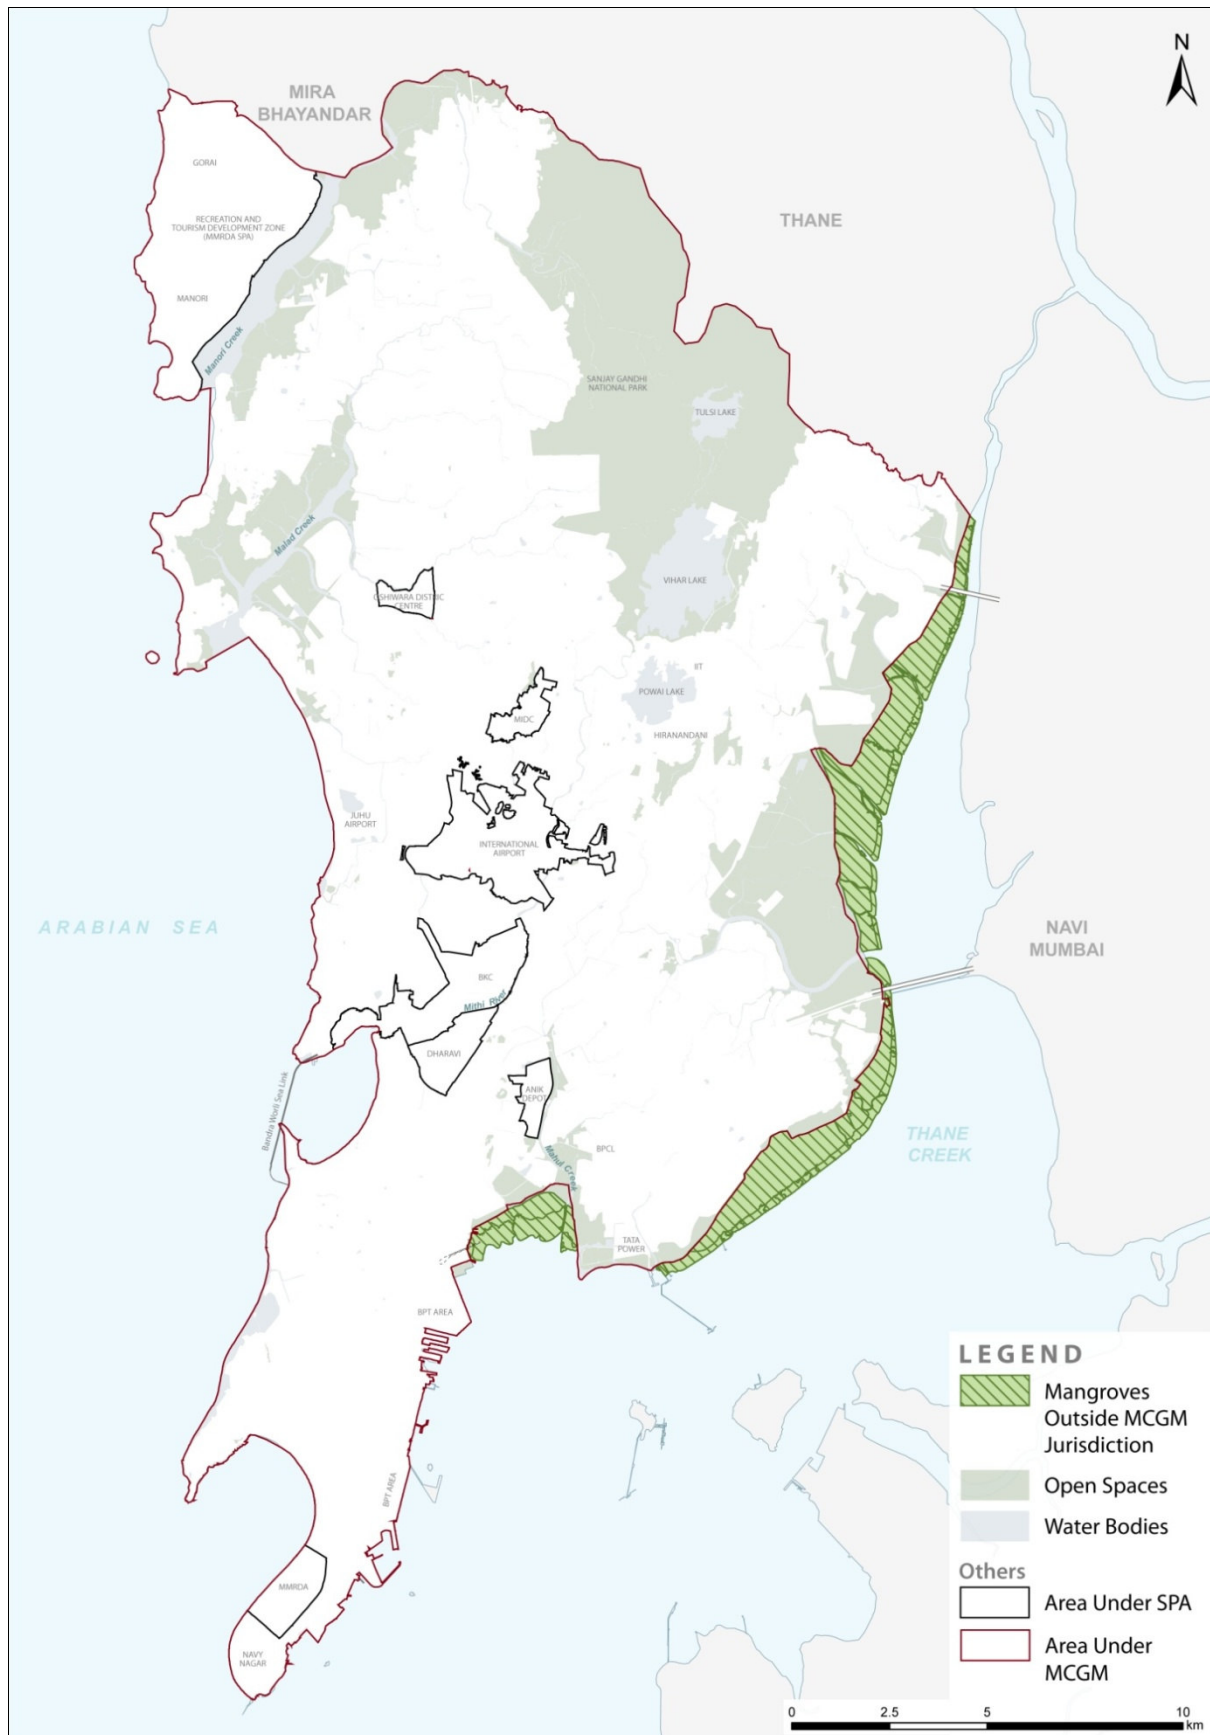 N
MIRA
BHAYANDAR
GORAI
THANE
RECREATION AND
TOURISM DEVELOPMENT ZONE
(MMRDA SPA)
MANORI
Manori Creek
SANJAY GANDHI
NATIONAL PARK
TULSI LAKE
Malad Creek
VIHAR LAKE
OSHIWARA DISTRIC
CENTRE
IIT
POWAI LAKE
MIDC
HIRANANDANI
JUHU
AIRPORT
INTERNATIONAL
AIRPORT
ARABIAN SEA
NAVI
MUMBAI
BKC
Mithi River
DHARAVI
ANIK
DEPOT
Bandra Worli Sea Link
THANE
CREEK
BPCL
Mahul Creek
TATA
POWER
BPT AREA
BPT AREA
MMRDA
NAVY
NAGAR
LEGEND
Mangroves
Outside MCGM
Jurisdiction
Open Spaces
Water Bodies
Others
Area Under SPA
Area Under
MCGM
0 2.5 5 10
km